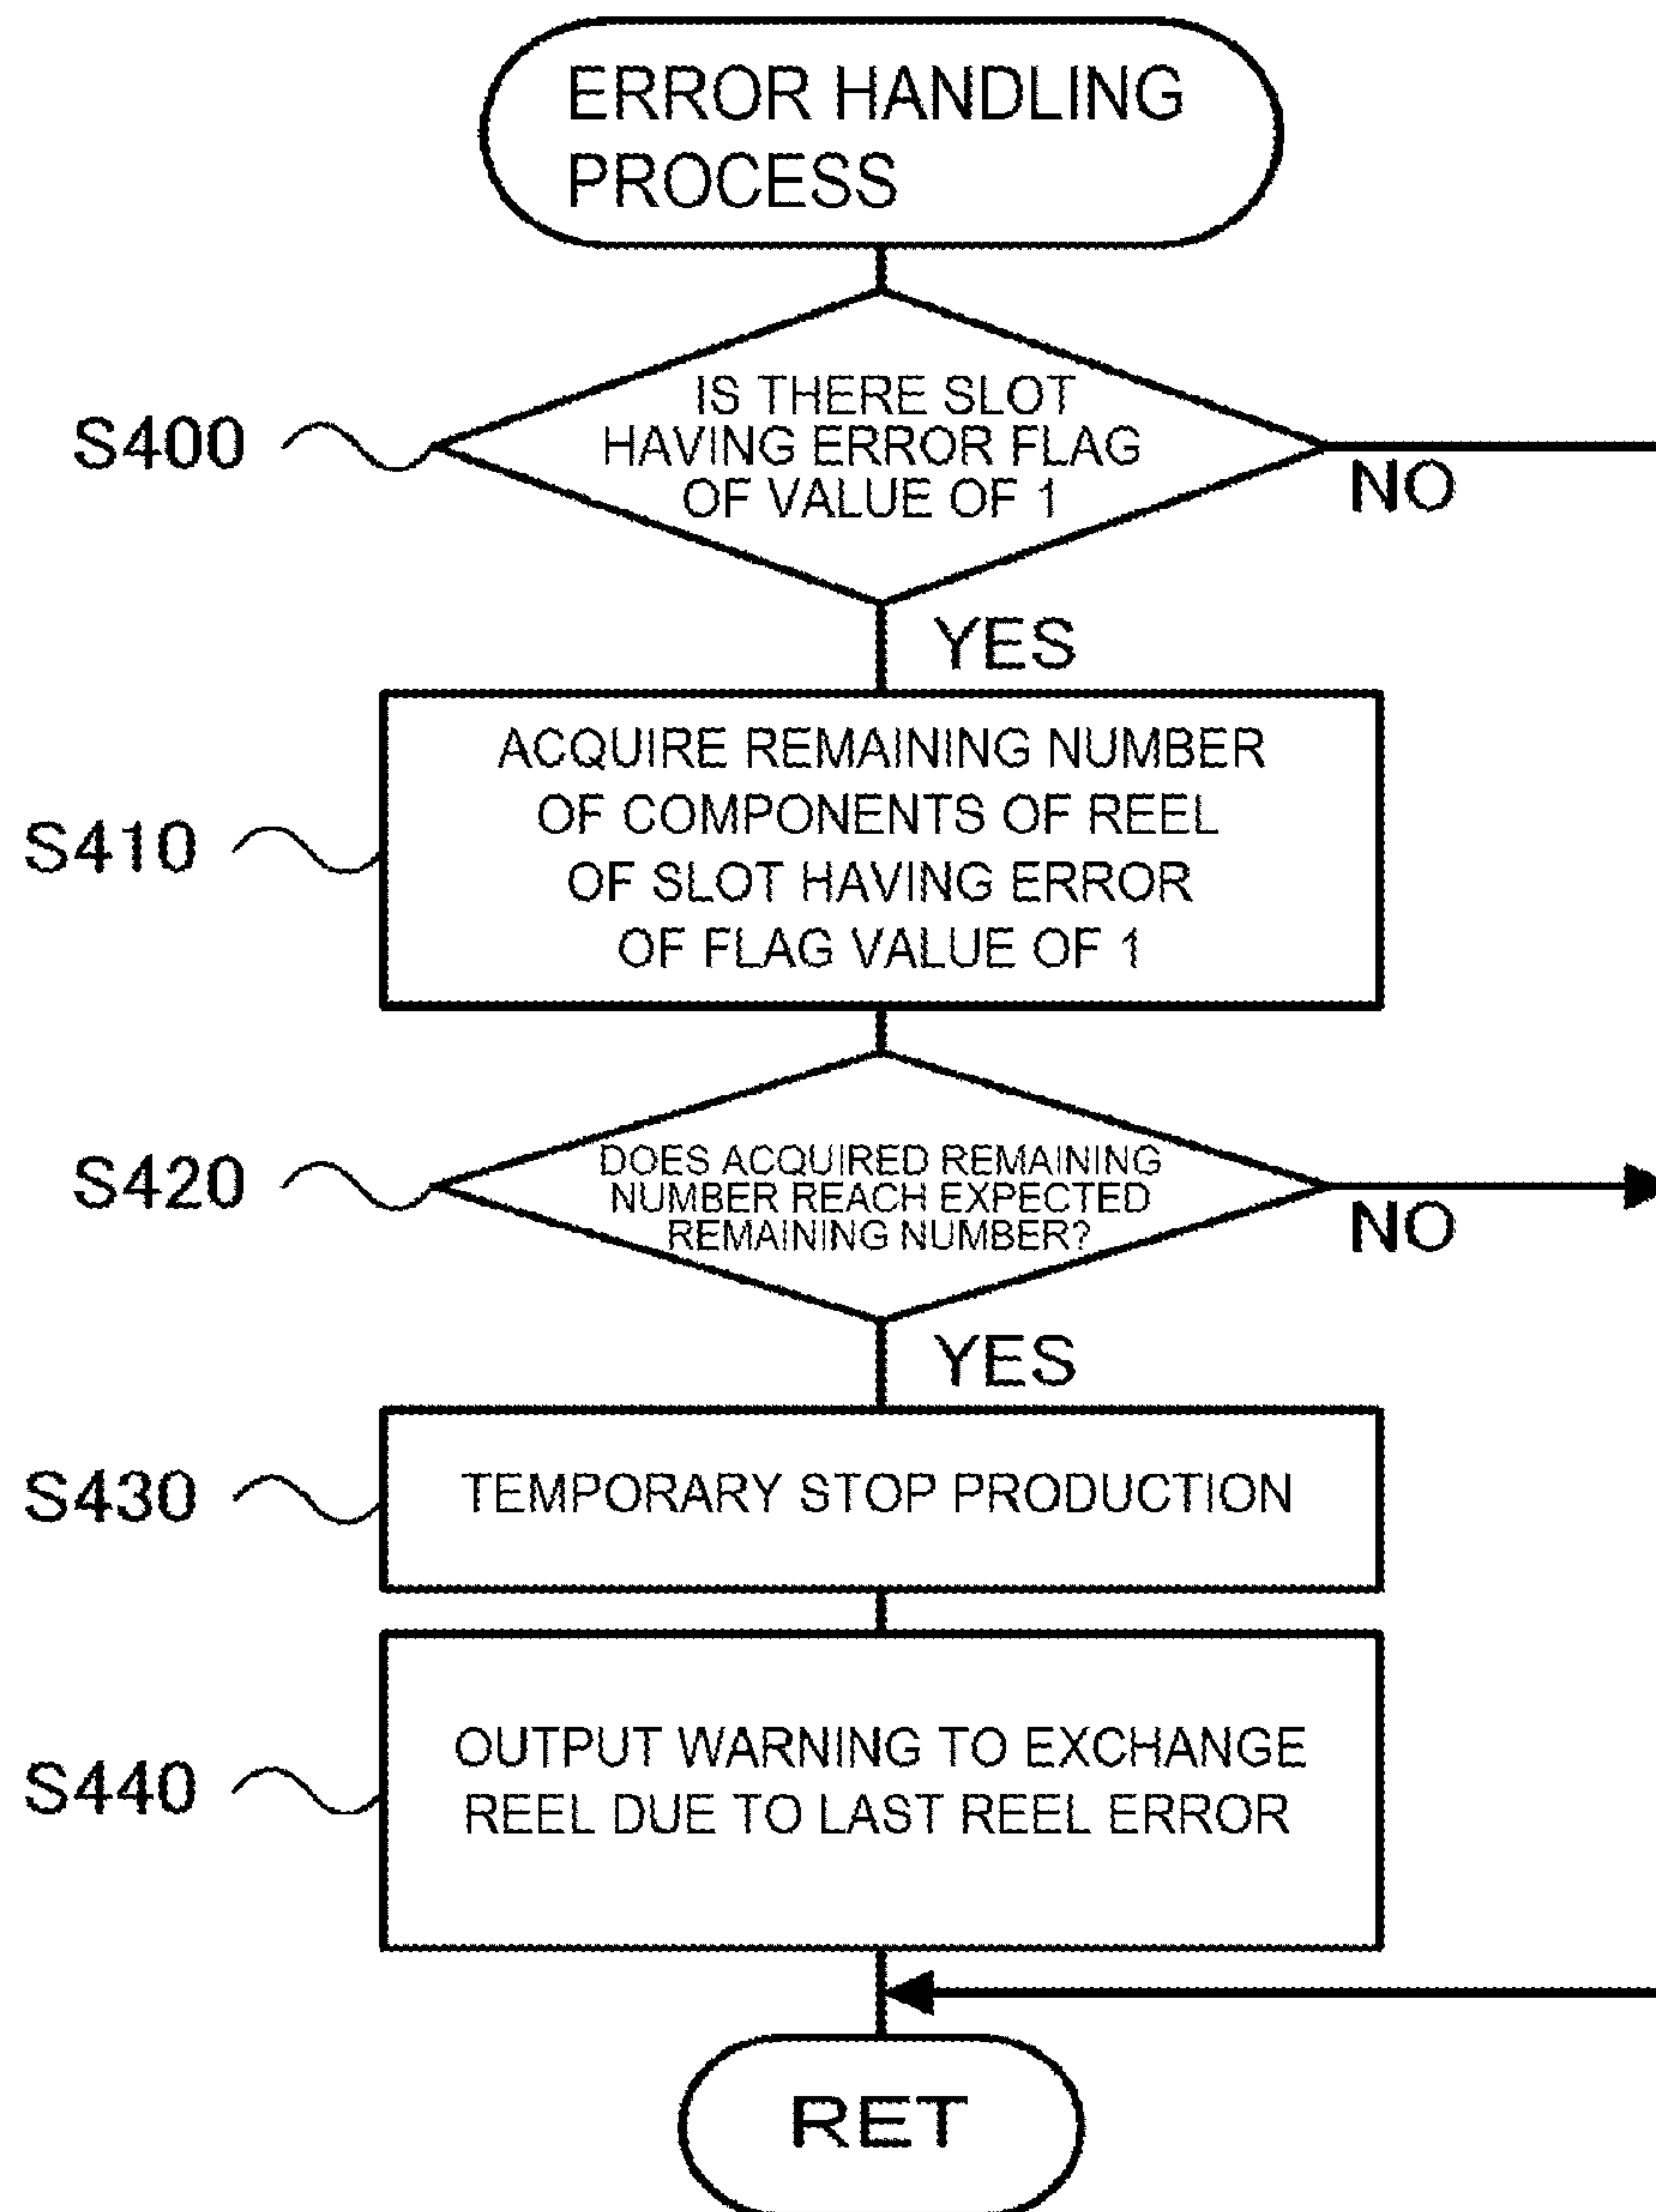 ERROR HANDLING
PROCESS
S400
IS THERE SLOT
HAVING ERROR FLAG
OF VALUE OF 1
NO
YES
S410
ACQUIRE REMAINING NUMBER
OF COMPONENTS OF REEL
OF SLOT HAVING ERROR
OF FLAG VALUE OF 1
S420
DOES ACQUIRED REMAINING
NUMBER REACH EXPECTED
REMAINING NUMBER?
NO
YES
S430
TEMPORARY STOP PRODUCTION
S440
OUTPUT WARNING TO EXCHANGE
REEL DUE TO LAST REEL ERROR
RET